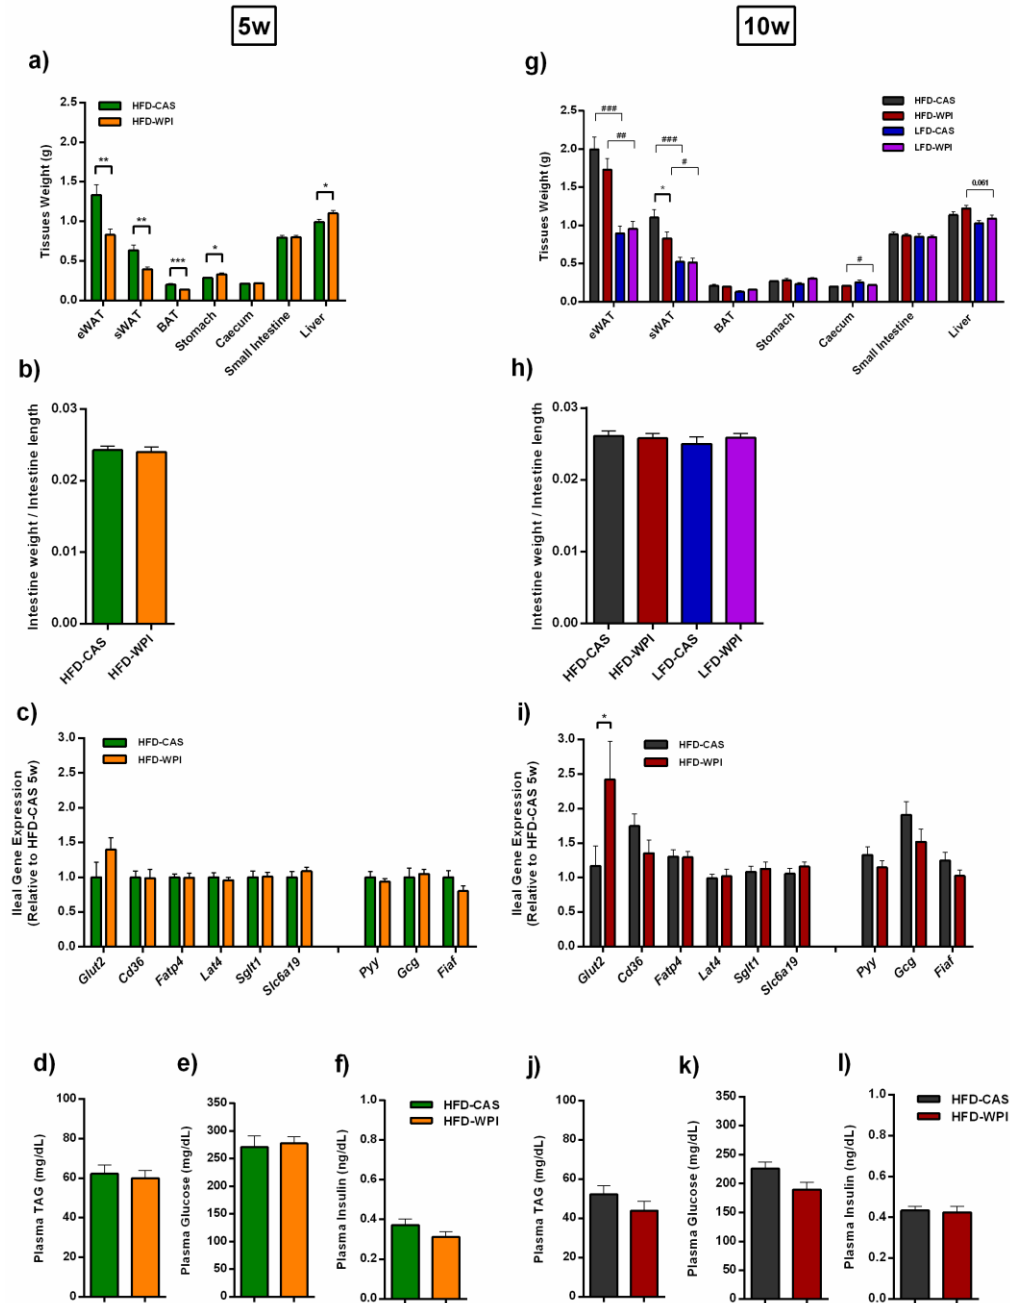 5w
10w
a)
HFD-CAS
HFD-WPI
Tissues Weight (g)
2.5
2.0
1.5
1.0
0.5
0.0
**
**
***
*
*
eWAT
sWAT
BAT
Stomach
Caecum
Small Intestine
Liver
g)
HFD-CAS
HFD-WPI
LFD-CAS
LFD-WPI
Tissues Weight (g)
2.5
2.0
1.5
1.0
0.5
0.0
###
##
###
#
*
#
0.061
eWAT
sWAT
BAT
Stomach
Caecum
Small Intestine
Liver
b)
Intestine weight / Intestine length
0.03
0.02
0.01
0.00
HFD-CAS
HFD-WPI
h)
Intestine weight / Intestine length
0.03
0.02
0.01
0.00
HFD-CAS
HFD-WPI
LFD-CAS
LFD-WPI
c)
Ileal Gene Expression
(Relative to HFD-CAS 5w)
3.0
2.5
2.0
1.5
1.0
0.5
0.0
HFD-CAS
HFD-WPI
Glut2
Cd36
Fatp4
Lat4
Sglt1
Slc6a19
Pyy
Gcg
Fiaf
i)
Ileal Gene Expression
(Relative to HFD-CAS 5w)
3.0
2.5
2.0
1.5
1.0
0.5
0.0
*
HFD-CAS
HFD-WPI
Glut2
Cd36
Fatp4
Lat4
Sglt1
Slc6a19
Pyy
Gcg
Fiaf
d)
Plasma TAG (mg/dL)
100
80
60
40
20
0
e)
Plasma Glucose (mg/dL)
350
300
250
200
150
100
50
0
f)
Plasma Insulin (ng/dL)
1.0
0.8
0.6
0.4
0.2
0.0
HFD-CAS
HFD-WPI
j)
Plasma TAG (mg/dL)
100
80
60
40
20
0
k)
Plasma Glucose (mg/dL)
350
300
250
200
150
100
50
0
l)
Plasma Insulin (ng/dL)
1.0
0.8
0.6
0.4
0.2
0.0
HFD-CAS
HFD-WPI